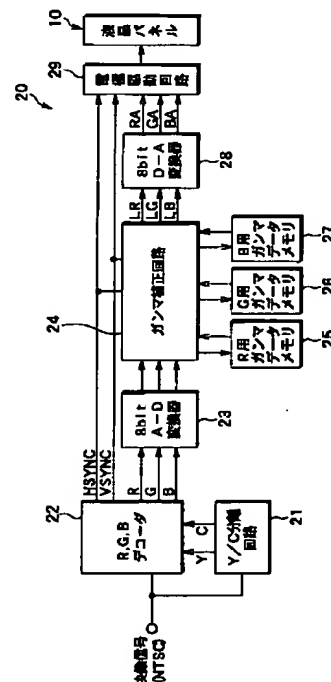 20
映像信号
(NTSC)
22
R,G,B
デコーダ
Y
C
Y/C分離
回路
21
HSYNC
VSYNC
R
G
B
8bit
A-D
変換器
23
24
ガンマ補正回路
R用
ガンマ
データ
メモリ
25
G用
ガンマ
データ
メモリ
26
B用
ガンマ
データ
メモリ
27
LR
LG
LB
8bit
D-A
変換器
28
RA
GA
BA
電極駆動回路
29
液晶パネル
10